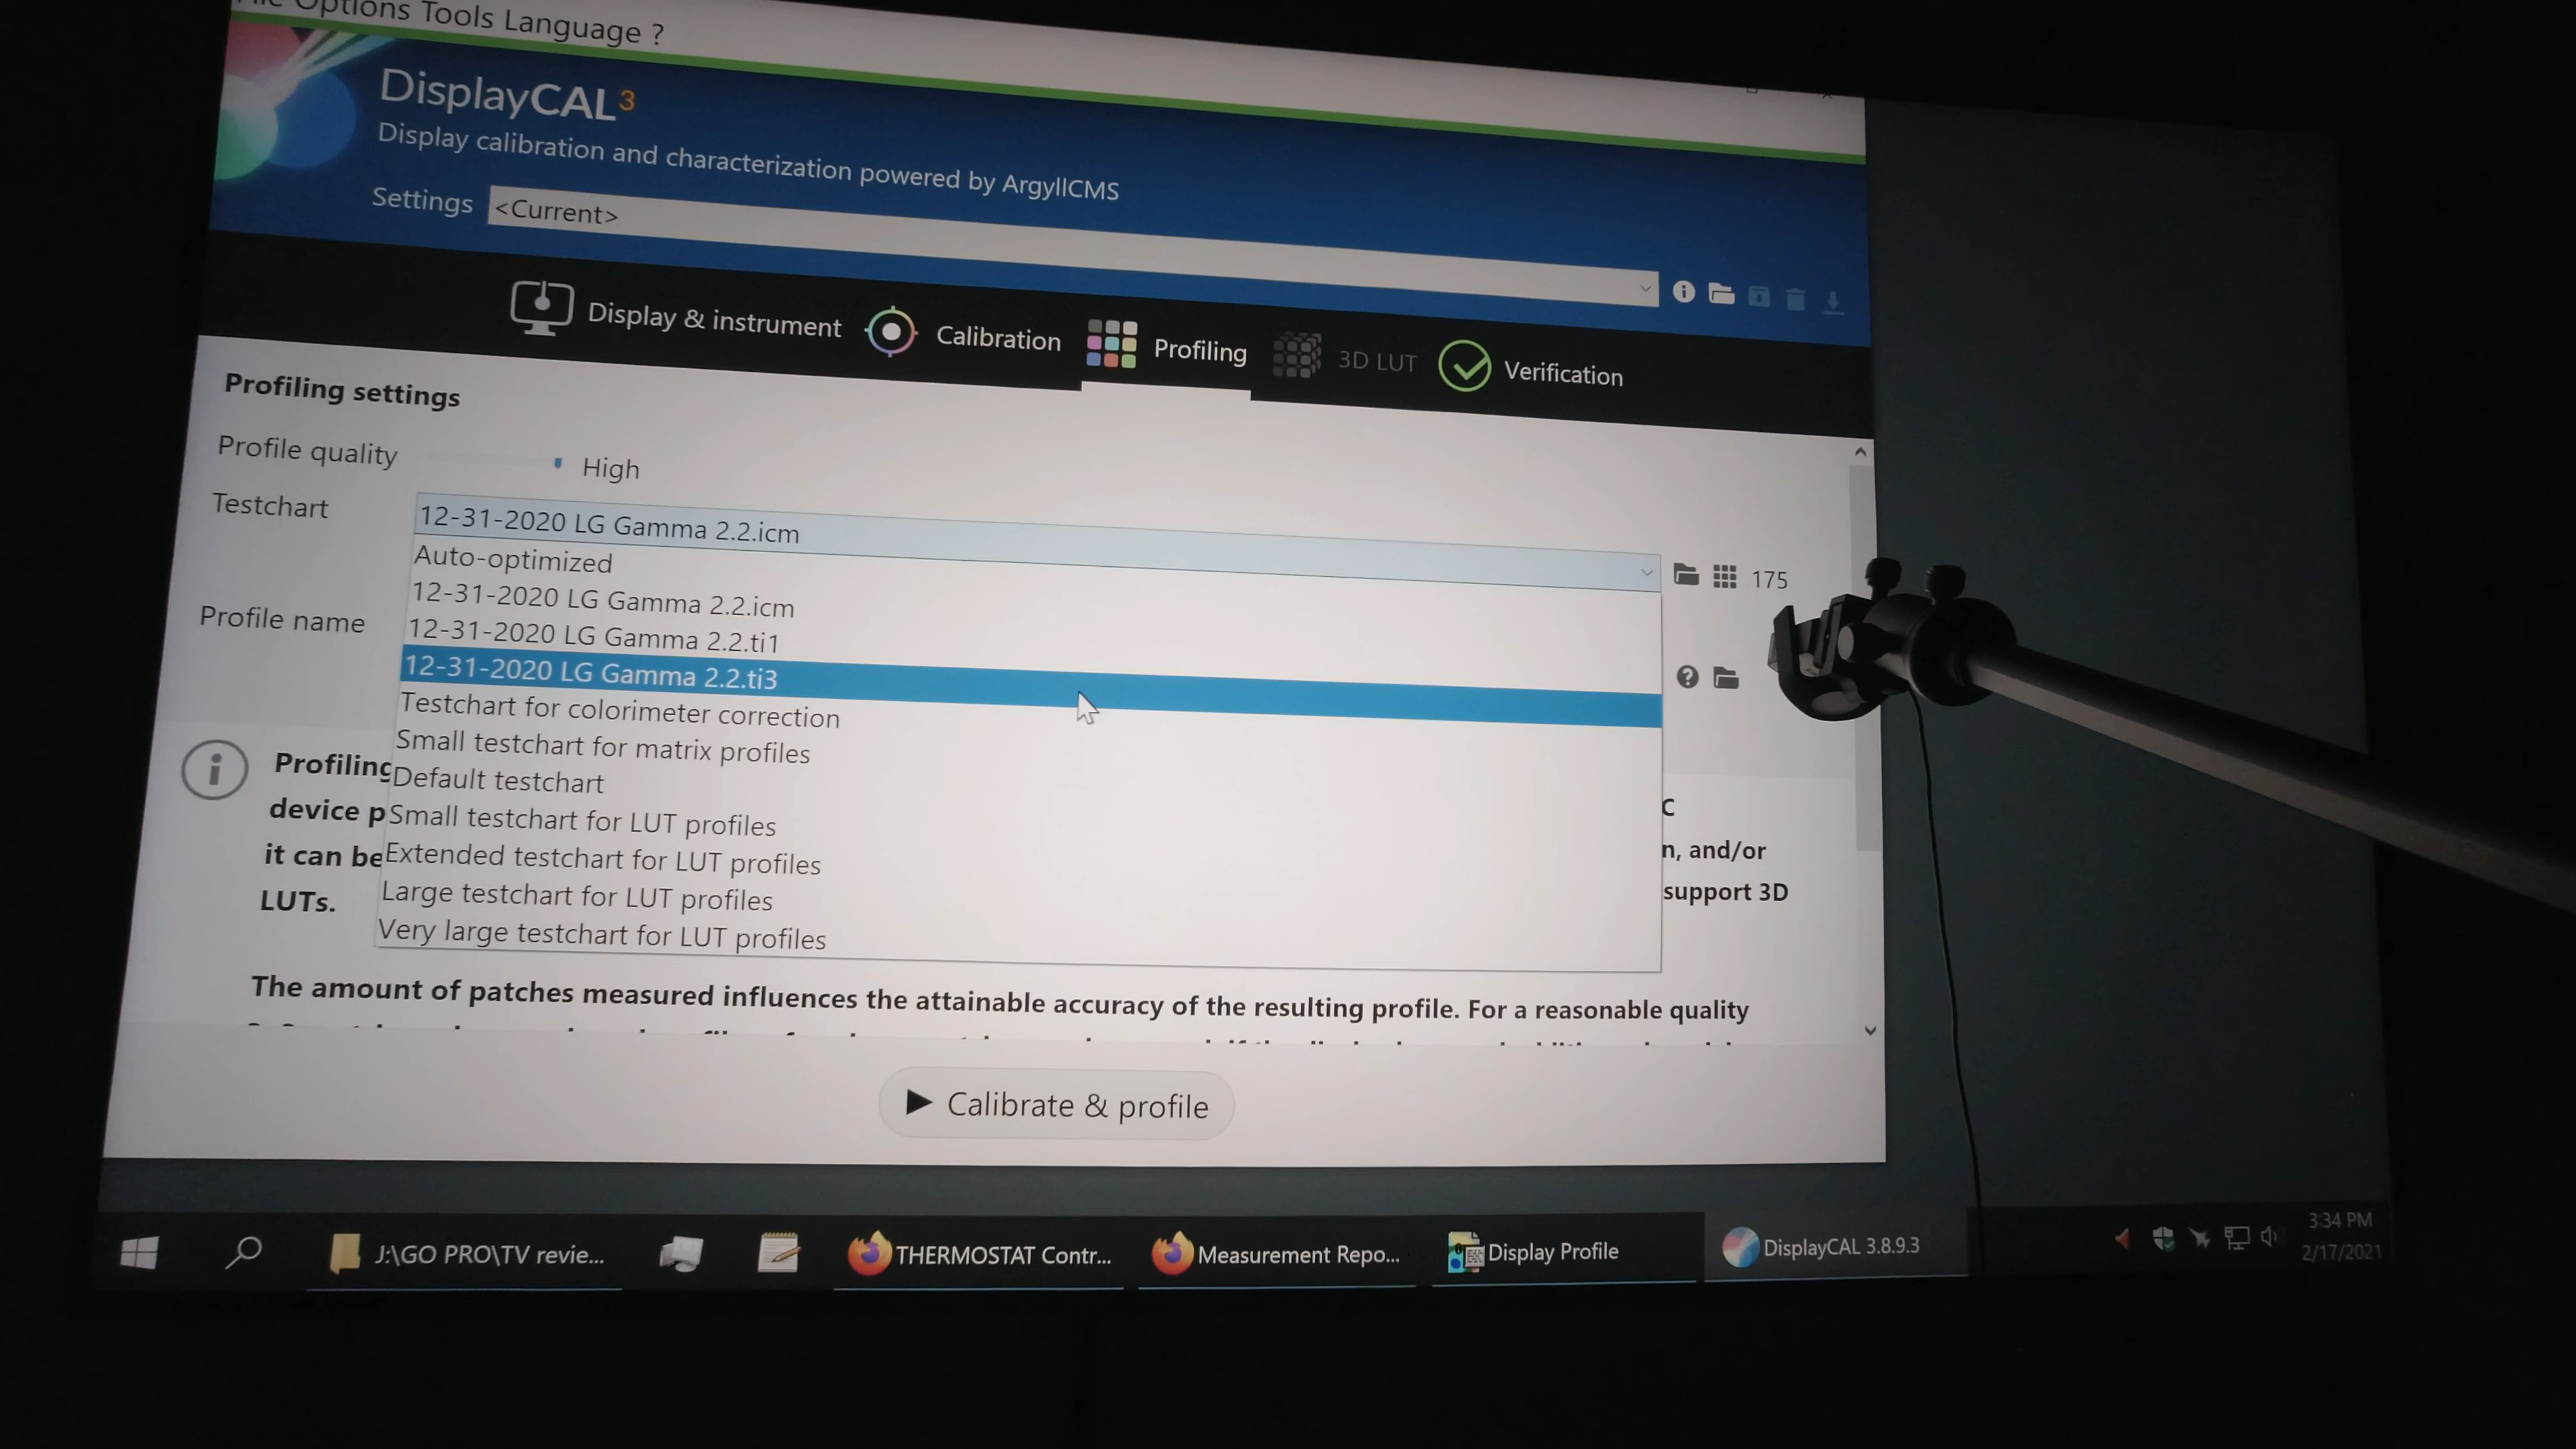 Options Tools Language ?
DisplayCAL3
Display calibration and characterization powered by ArgyllCMS
Settings <Current>
Display & instrument Calibration Profiling 3D LUT Verification
Profiling settings
Profile quality High
Testchart 12-31-2020 LG Gamma 2.2.icm 175
Auto-optimized
12-31-2020 LG Gamma 2.2.icm
12-31-2020 LG Gamma 2.2.ti1
Profile name
12-31-2020 LG Gamma 2.2.ti3
Testchart for colorimeter correction
Small testchart for matrix profiles
Profiling
Default testchart
device p
Small testchart for LUT profiles
it can be
n, and/or
Extended testchart for LUT profiles
LUTs.
support 3D
Large testchart for LUT profiles
Very large testchart for LUT profiles
The amount of patches measured influences the attainable accuracy of the resulting profile. For a reasonable quality
Calibrate & profile
J:\GO PRO\TV revie... THERMOSTAT Contr... Measurement Repo... Display Profile DisplayCAL 3.8.9.3
3:34 PM
2/17/2021